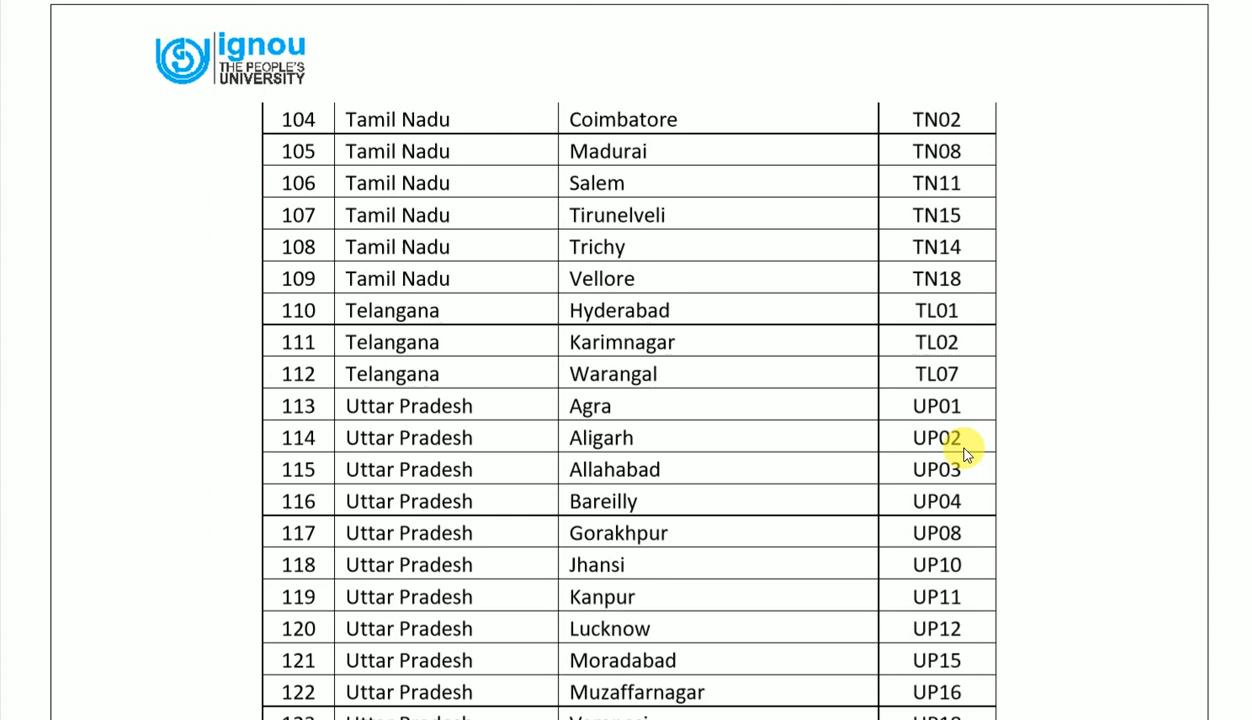 ignou
THE PEOPLE'S
UNIVERSITY
104 Tamil Nadu Coimbatore TN02
105 Tamil Nadu Madurai TN08
106 Tamil Nadu Salem TN11
107 Tamil Nadu Tirunelveli TN15
108 Tamil Nadu Trichy TN14
109 Tamil Nadu Vellore TN18
110 Telangana Hyderabad TL01
111 Telangana Karimnagar TL02
112 Telangana Warangal TL07
113 Uttar Pradesh Agra UP01
114 Uttar Pradesh Aligarh UP02
115 Uttar Pradesh Allahabad UP03
116 Uttar Pradesh Bareilly UP04
117 Uttar Pradesh Gorakhpur UP08
118 Uttar Pradesh Jhansi UP10
119 Uttar Pradesh Kanpur UP11
120 Uttar Pradesh Lucknow UP12
121 Uttar Pradesh Moradabad UP15
122 Uttar Pradesh Muzaffarnagar UP16
Uttar Pradesh Varanasi